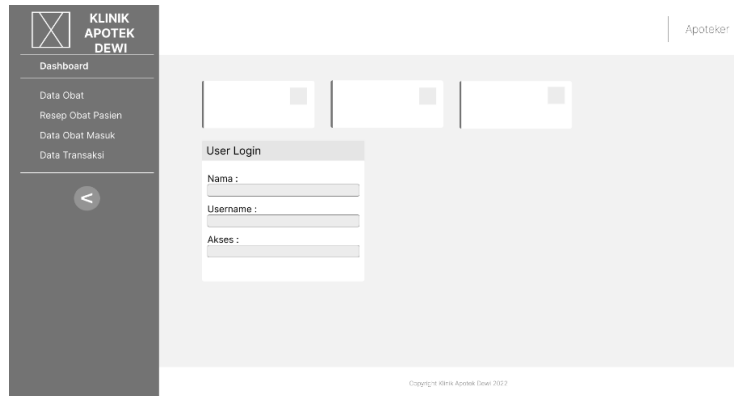 KLINIK
APOTEK
DEWI
Apoteker
Dashboard
Data Obat
Resep Obat Pasien
Data Obat Masuk
Data Transaksi
<
User Login
Nama :
Username :
Akses :
Copyright Klinik Apotek Dewi 2022